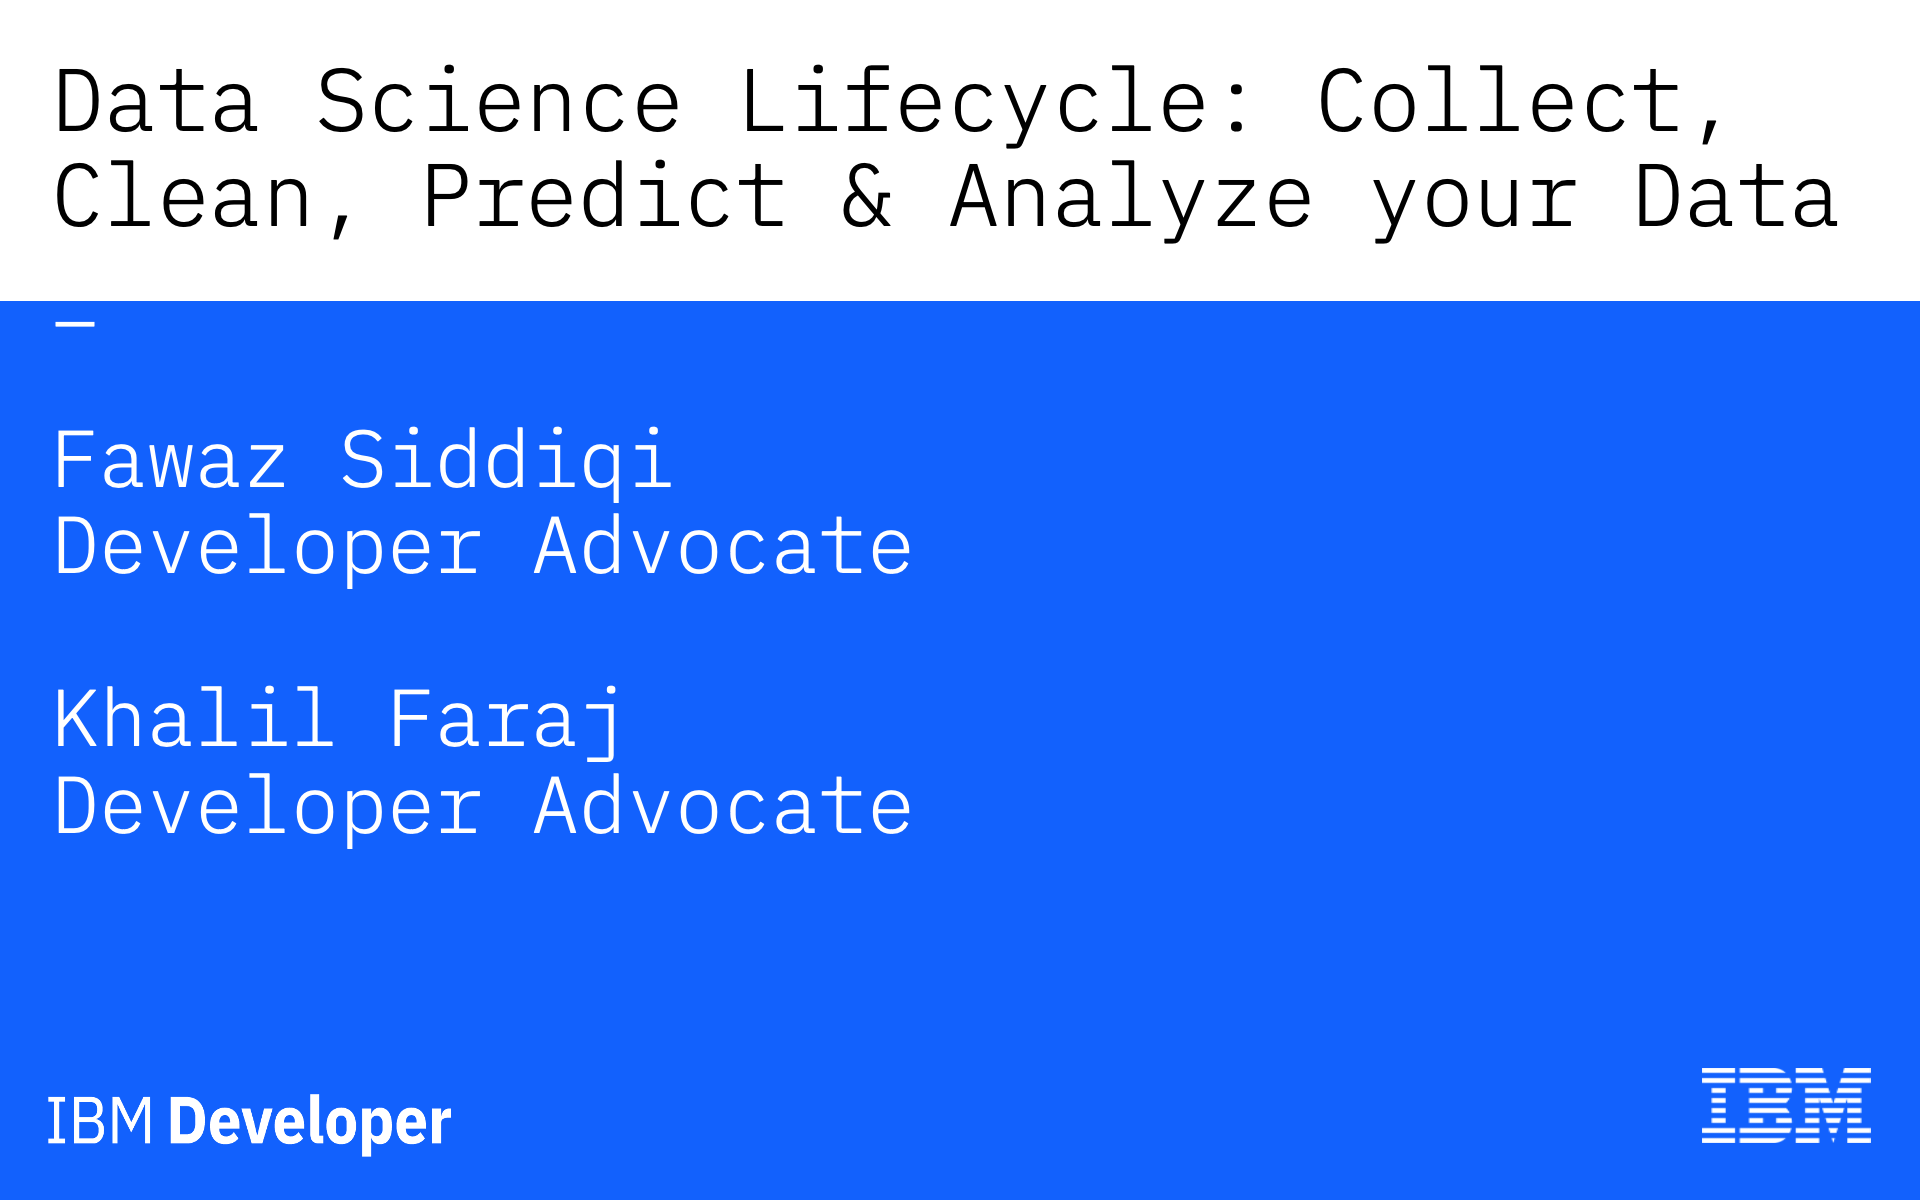 Data Science Lifecycle: Collect,
Clean, Predict & Analyze your Data
—
Fawaz Siddiqi
Developer Advocate
Khalil Faraj
Developer Advocate
IBM Developer
IBM